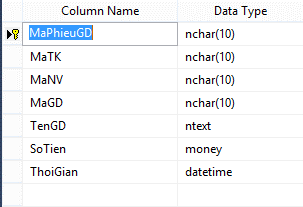 Column Name Data Type
MaPhieuGD nchar(10)
MaTK nchar(10)
MaNV nchar(10)
MaGD nchar(10)
TenGD ntext
SoTien money
ThoiGian datetime